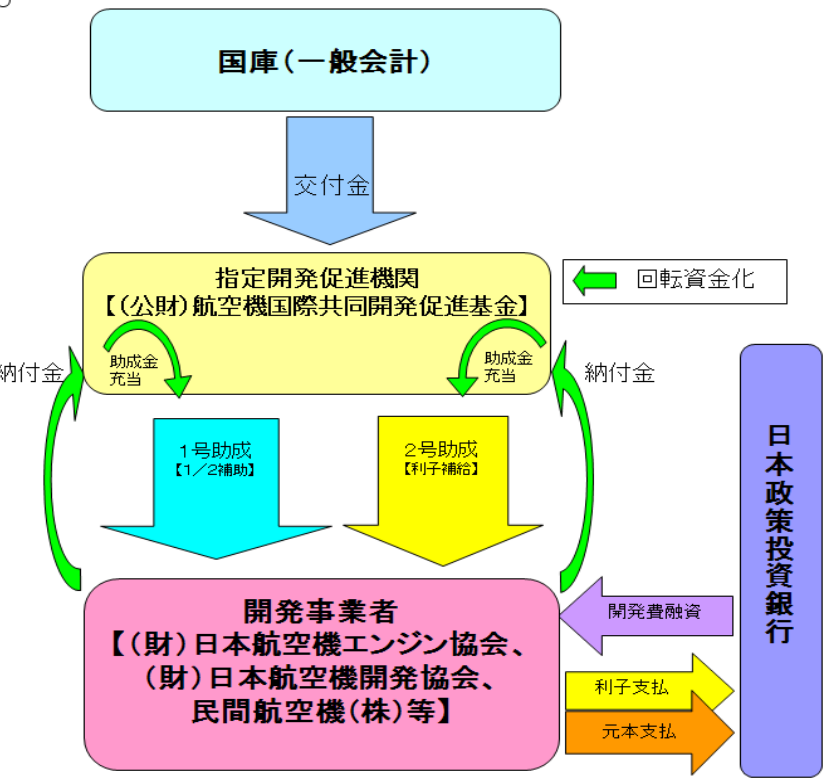 国庫(一般会計)
交付金
指定開発促進機関
【(公財)航空機国際共同開発促進基金】
回転資金化
助成金
充当
助成金
充当
納付金
納付金
1号助成
【1/2補助】
2号助成
【利子補給】
日本政策投資銀行
開発事業者
【(財)日本航空機エンジン協会、
(財)日本航空機開発協会、
民間航空機(株)等】
開発費融資
利子支払
元本支払